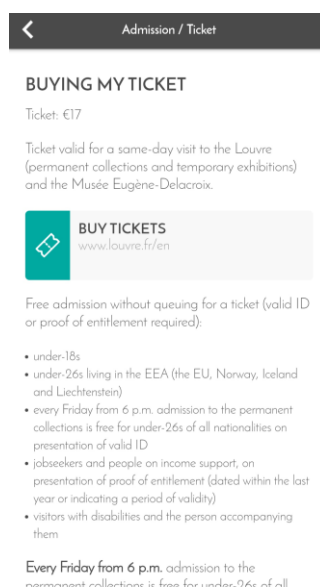 Admission / Ticket
BUYING MY TICKET
Ticket: €17
Ticket valid for a same-day visit to the Louvre
(permanent collections and temporary exhibitions)
and the Musée Eugène-Delacroix.
BUY TICKETS
www.louvre.fr/en
Free admission without queuing for a ticket (valid ID
or proof of entitlement required):
• under-18s
• under-26s living in the EEA (the EU, Norway, Iceland
and Liechtenstein)
• every Friday from 6 p.m. admission to the permanent
collections is free for under-26s of all nationalities on
presentation of valid ID
• jobseekers and people on income support, on
presentation of proof of entitlement (dated within the last
year or indicating a period of validity)
• visitors with disabilities and the person accompanying
them
Every Friday from 6 p.m. admission to the
permanent collections is free for under-26s of all